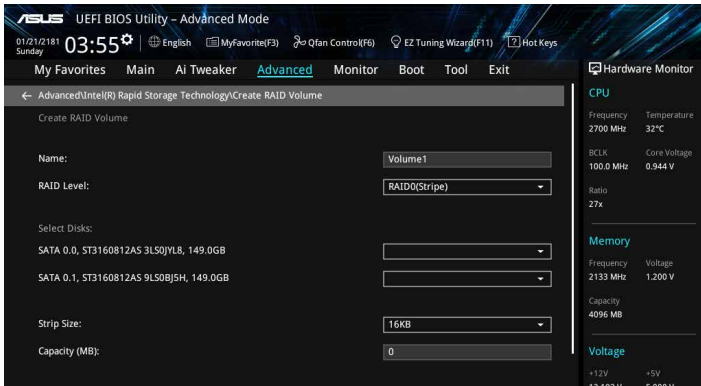 ASUS UEFI BIOS Utility – Advanced Mode
01/21/2181
Sunday
03:55
English
MyFavorite(F3)
Qfan Control(F6)
EZ Tuning Wizard(F11)
? Hot Keys
My Favorites Main Ai Tweaker Advanced Monitor Boot Tool Exit
Hardware Monitor
← Advanced\Intel(R) Rapid Storage Technology\Create RAID Volume
Create RAID Volume
Name: Volume1
RAID Level: RAID0(Stripe)
Select Disks:
SATA 0.0, ST3160812AS 3LS0JYL8, 149.0GB
SATA 0.1, ST3160812AS 9LS0BJ5H, 149.0GB
Strip Size: 16KB
Capacity (MB): 0
CPU
Frequency Temperature
2700 MHz 32°C
BCLK Core Voltage
100.0 MHz 0.944 V
Ratio
27x
Memory
Frequency Voltage
2133 MHz 1.200 V
Capacity
4096 MB
Voltage
+12V +5V